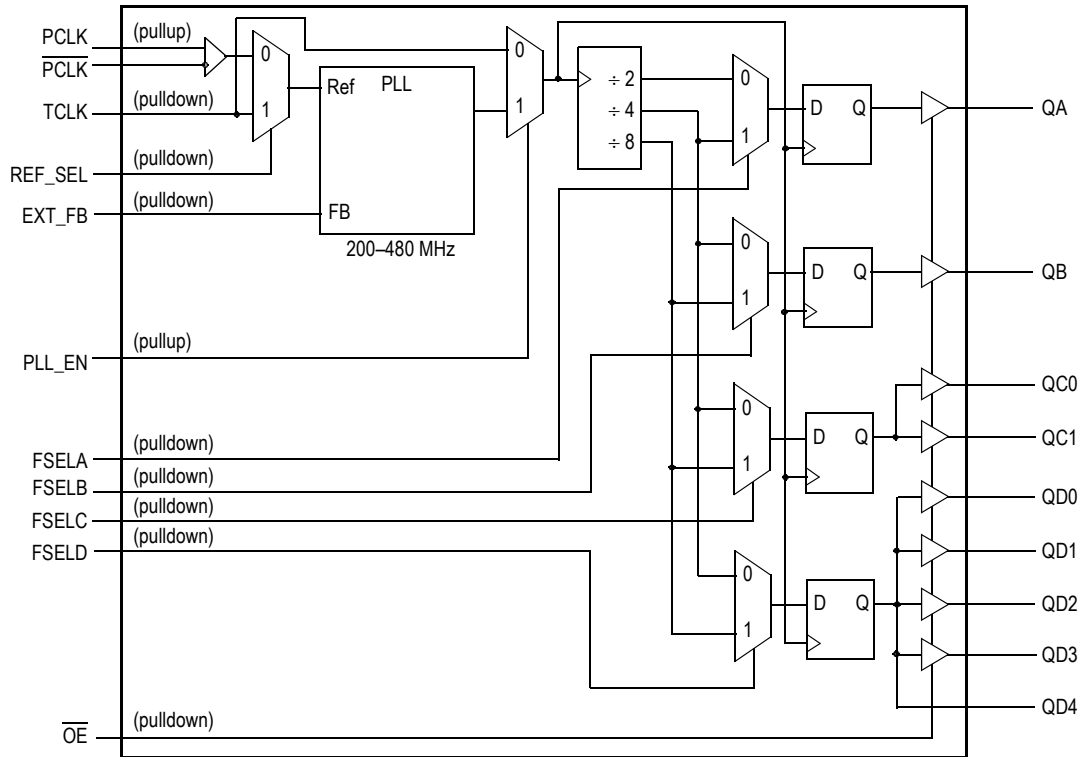 PCLK (pullup)
PCLK
TCLK (pulldown)
REF_SEL (pulldown)
EXT_FB (pulldown)
PLL_EN (pullup)
FSELA (pulldown)
FSELB (pulldown)
FSELC (pulldown)
FSELD (pulldown)
OE (pulldown)
0
1
Ref PLL
FB
200–480 MHz
0
1
÷ 2
÷ 4
÷ 8
0
1
D Q
QA
0
1
D Q
QB
0
1
D Q
QC0
QC1
0
1
D Q
QD0
QD1
QD2
QD3
QD4